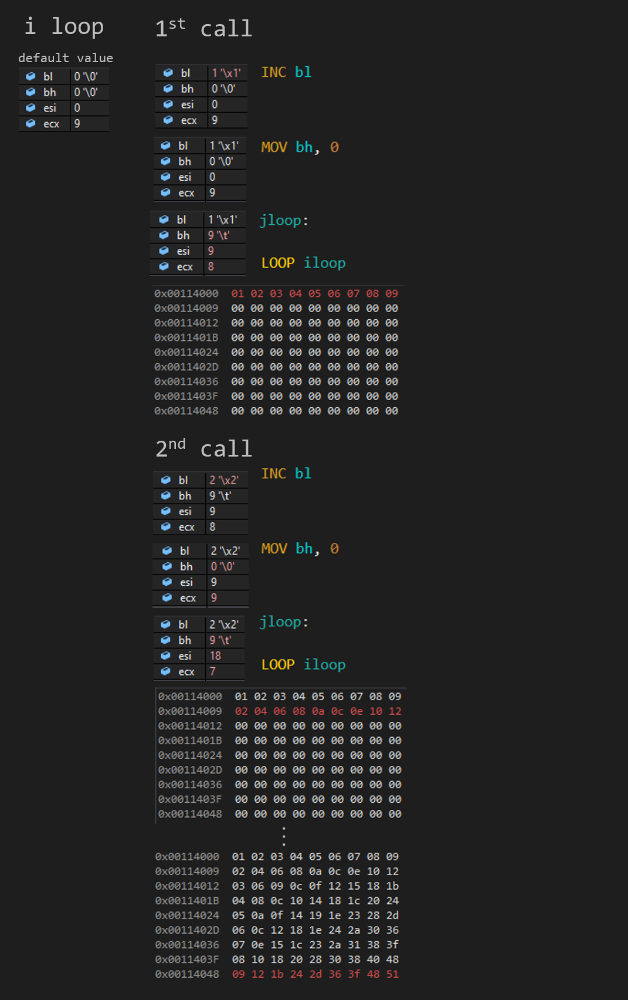 i loop
1st call
default value
bl 0 '\0'
bh 0 '\0'
esi 0
ecx 9
bl 1 '\x1'
bh 0 '\0'
esi 0
ecx 9
INC bl
bl 1 '\x1'
bh 0 '\0'
esi 0
ecx 9
MOV bh, 0
bl 1 '\x1'
bh 9 '\t'
esi 9
ecx 8
jloop:
LOOP iloop
0x00114000 01 02 03 04 05 06 07 08 09
0x00114009 00 00 00 00 00 00 00 00 00
0x00114012 00 00 00 00 00 00 00 00 00
0x0011401B 00 00 00 00 00 00 00 00 00
0x00114024 00 00 00 00 00 00 00 00 00
0x0011402D 00 00 00 00 00 00 00 00 00
0x00114036 00 00 00 00 00 00 00 00 00
0x0011403F 00 00 00 00 00 00 00 00 00
0x00114048 00 00 00 00 00 00 00 00 00
2nd call
bl 2 '\x2'
bh 9 '\t'
esi 9
ecx 8
INC bl
bl 2 '\x2'
bh 0 '\0'
esi 9
ecx 9
MOV bh, 0
bl 2 '\x2'
bh 9 '\t'
esi 18
ecx 7
jloop:
LOOP iloop
0x00114000 01 02 03 04 05 06 07 08 09
0x00114009 02 04 06 08 0a 0c 0e 10 12
0x00114012 00 00 00 00 00 00 00 00 00
0x0011401B 00 00 00 00 00 00 00 00 00
0x00114024 00 00 00 00 00 00 00 00 00
0x0011402D 00 00 00 00 00 00 00 00 00
0x00114036 00 00 00 00 00 00 00 00 00
0x0011403F 00 00 00 00 00 00 00 00 00
0x00114048 00 00 00 00 00 00 00 00 00
⋮
0x00114000 01 02 03 04 05 06 07 08 09
0x00114009 02 04 06 08 0a 0c 0e 10 12
0x00114012 03 06 09 0c 0f 12 15 18 1b
0x0011401B 04 08 0c 10 14 18 1c 20 24
0x00114024 05 0a 0f 14 19 1e 23 28 2d
0x0011402D 06 0c 12 18 1e 24 2a 30 36
0x00114036 07 0e 15 1c 23 2a 31 38 3f
0x0011403F 08 10 18 20 28 30 38 40 48
0x00114048 09 12 1b 24 2d 36 3f 48 51